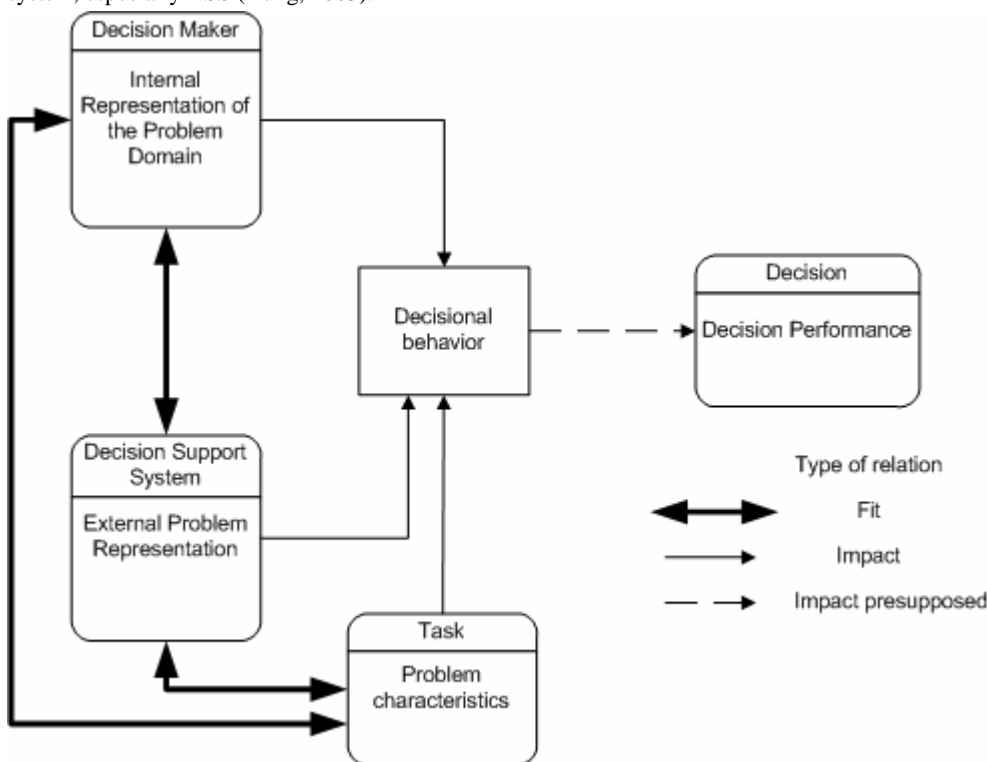 Decision Maker
Internal
Representation of
the Problem
Domain
Decisional
behavior
Decision
Decision Performance
Decision Support
System
External Problem
Representation
Task
Problem
characteristics
Type of relation
Fit
Impact
Impact presupposed